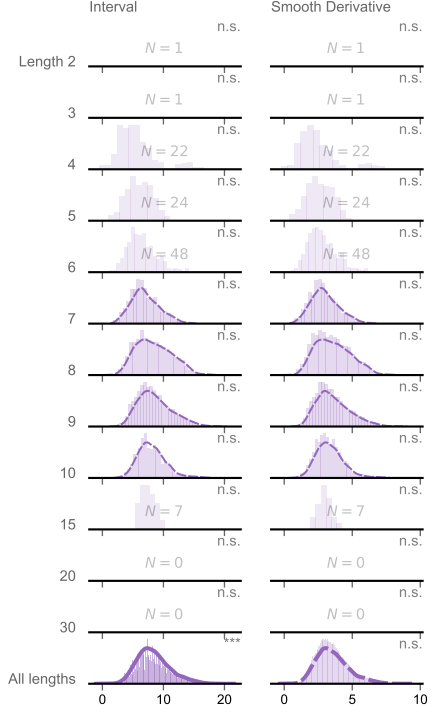 Interval Smooth Derivative
n.s. n.s.
Length 2 N = 1 N = 1
n.s. n.s.
3 N = 1 N = 1
n.s. n.s.
4 N = 22 N = 22
n.s. n.s.
5 N = 24 N = 24
n.s. n.s.
6 N = 48 N = 48
n.s. n.s.
7
n.s. n.s.
8
n.s. n.s.
9
n.s. n.s.
10
n.s. n.s.
15 N = 7 N = 7
n.s. n.s.
20 N = 0 N = 0
n.s. n.s.
30 N = 0 N = 0
*** n.s.
All lengths
0 10 20 0 5 10